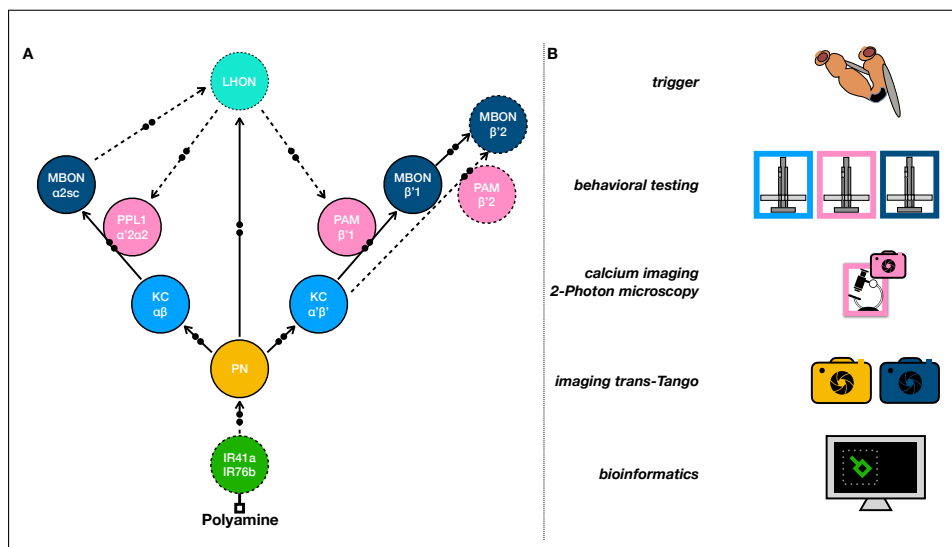 A
LHON
MBON
β'2
MBON
α2sc
MBON
β'1
PAM
β'2
PPL1
α'2α2
PAM
β'1
KC
αβ
KC
α'β'
PN
IR41a
IR76b
Polyamine
B
trigger
behavioral testing
calcium imaging
2-Photon microscopy
imaging trans-Tango
bioinformatics